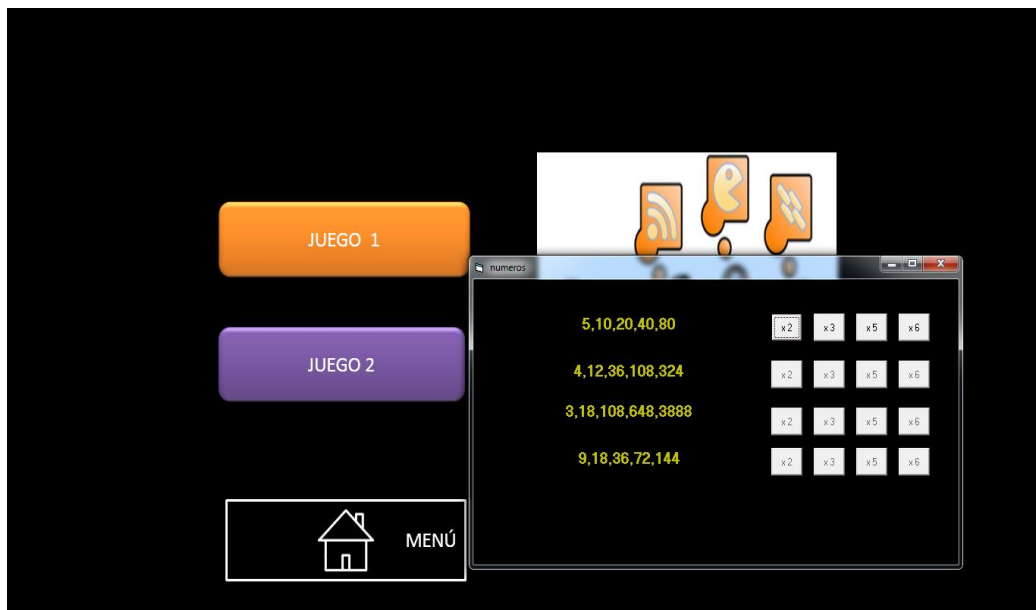 JUEGO 1
numeros
5,10,20,40,80 x2 x3 x5 x6
JUEGO 2
4,12,36,108,324 x2 x3 x5 x6
3,18,108,648,3888 x2 x3 x5 x6
9,18,36,72,144 x2 x3 x5 x6
MENÚ